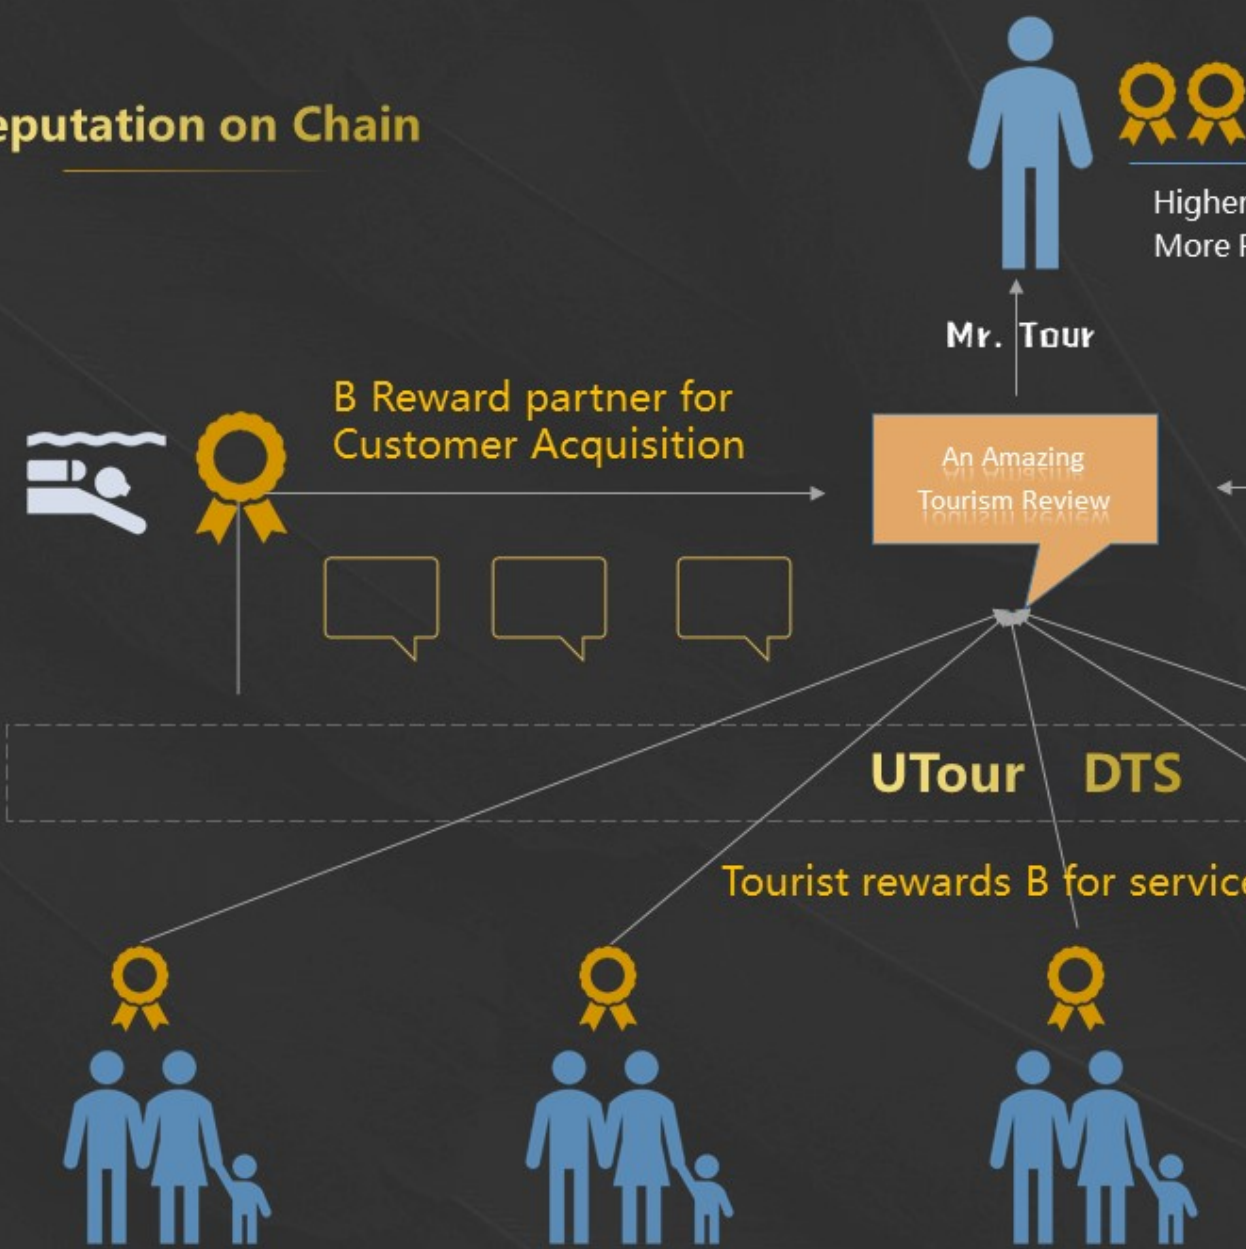 eputation on Chain
Higher
More
Mr. Tour
B Reward partner for
Customer Acquisition
An Amazing
Tourism Review
UTour DTS
Tourist rewards B for service